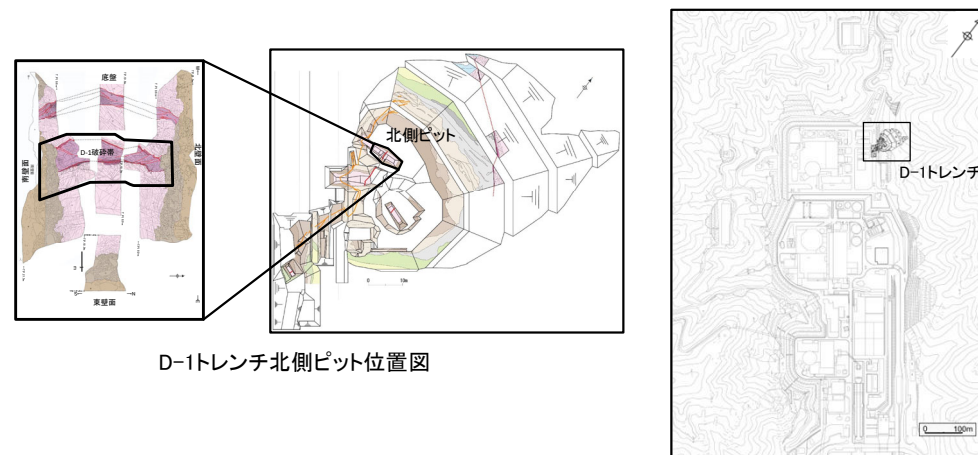 底盤
D-1破砕帯
南壁面
北壁面
東壁面
S
N
北側ピット
0 10m
D-1トレンチ
0 100m
D-1トレンチ北側ピット位置図